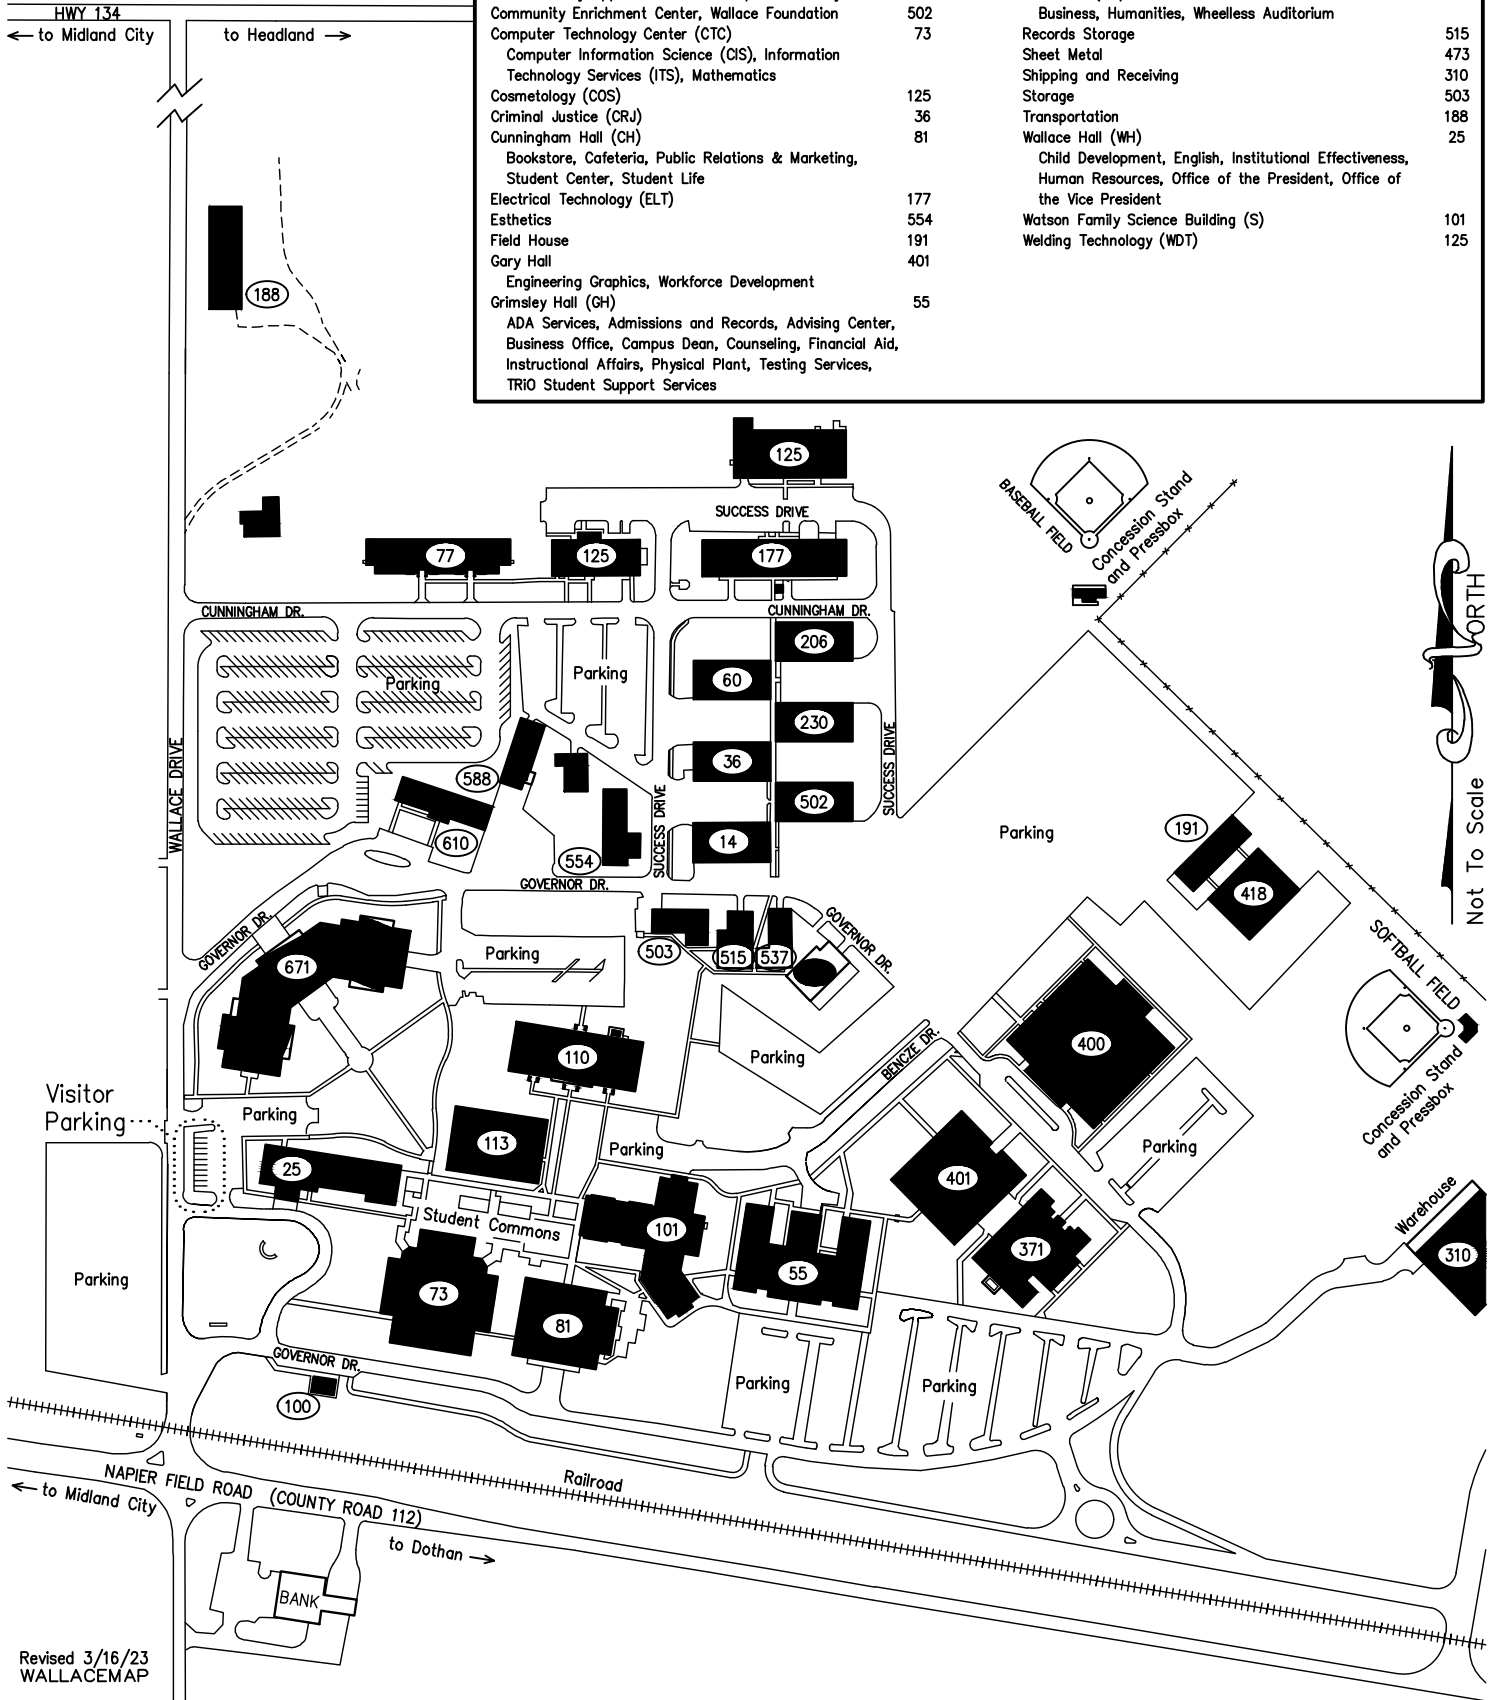 HWY 134
← to Midland City
to Headland →
Community Enrichment Center, Wallace Foundation 502
Computer Technology Center (CTC) 73
Computer Information Science (CIS), Information
Technology Services (ITS), Mathematics
Cosmetology (COS) 125
Criminal Justice (CRJ) 36
Cunningham Hall (CH) 81
Bookstore, Cafeteria, Public Relations & Marketing,
Student Center, Student Life
Electrical Technology (ELT) 177
Esthetics 554
Field House 191
Gary Hall 401
Engineering Graphics, Workforce Development
Grimsley Hall (GH) 55
ADA Services, Admissions and Records, Advising Center,
Business Office, Campus Dean, Counseling, Financial Aid,
Instructional Affairs, Physical Plant, Testing Services,
TRiO Student Support Services
Business, Humanities, Wheelless Auditorium
Records Storage 515
Sheet Metal 473
Shipping and Receiving 310
Storage 503
Transportation 188
Wallace Hall (WH) 25
Child Development, English, Institutional Effectiveness,
Human Resources, Office of the President, Office of
the Vice President
Watson Family Science Building (S) 101
Welding Technology (WDT) 125
188
125
SUCCESS DRIVE
BASEBALL FIELD
Concession Stand
and Pressbox
77
125
177
CUNNINGHAM DR.
CUNNINGHAM DR.
NORTH
Not To Scale
206
60
Parking
Parking
230
36
588
502
WALLACE DRIVE
SUCCESS DRIVE
SUCCESS DRIVE
610
554
14
Parking
191
418
GOVERNOR DR.
GOVERNOR DR.
GOVERNOR DR.
503
515
537
671
Parking
SOFTBALL FIELD
Concession Stand
and Pressbox
110
Parking
BENCZE DR.
400
Visitor
Parking
Parking
113
Parking
Parking
25
401
Student Commons
101
371
Warehouse
310
Parking
73
55
81
GOVERNOR DR.
100
Parking
Parking
Railroad
NAPIER FIELD ROAD (COUNTY ROAD 112)
← to Midland City
to Dothan →
BANK
Revised 3/16/23
WALLACEMAP